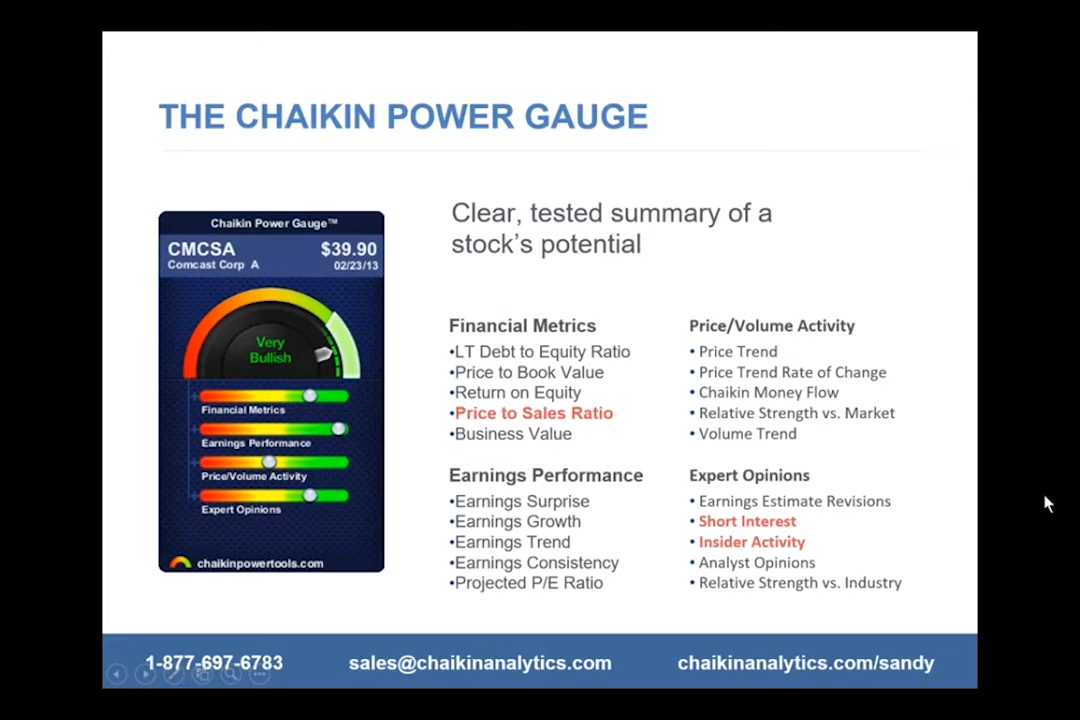 THE CHAIKIN POWER GAUGE
Chaikin Power Gauge™
CMCSA $39.90
Comcast Corp A 02/23/13
Very
Bullish
Financial Metrics
Earnings Performance
Price/Volume Activity
Expert Opinions
chaikinpowertools.com
Clear, tested summary of a
stock's potential
Financial Metrics
•LT Debt to Equity Ratio
•Price to Book Value
•Return on Equity
•Price to Sales Ratio
•Business Value
Price/Volume Activity
• Price Trend
• Price Trend Rate of Change
• Chaikin Money Flow
• Relative Strength vs. Market
• Volume Trend
Earnings Performance
•Earnings Surprise
•Earnings Growth
•Earnings Trend
•Earnings Consistency
•Projected P/E Ratio
Expert Opinions
• Earnings Estimate Revisions
• Short Interest
• Insider Activity
• Analyst Opinions
• Relative Strength vs. Industry
1-877-697-6783 sales@chaikinanalytics.com chaikinanalytics.com/sandy